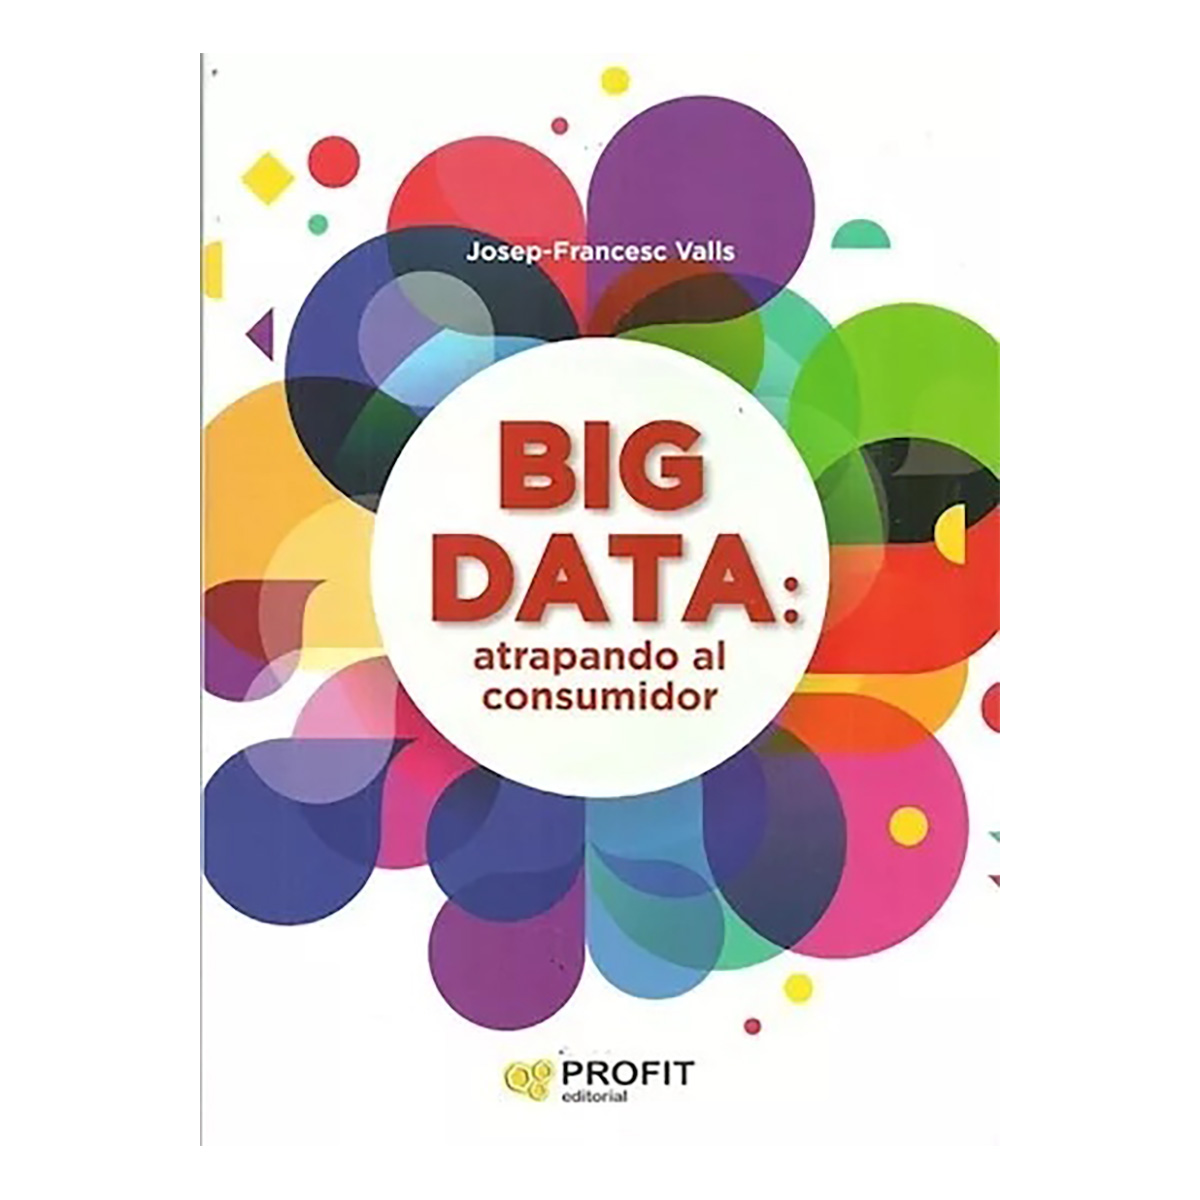 Josep-Francesc Valls
BIG
DATA:
atrapando al
consumidor
PROFIT
editorial